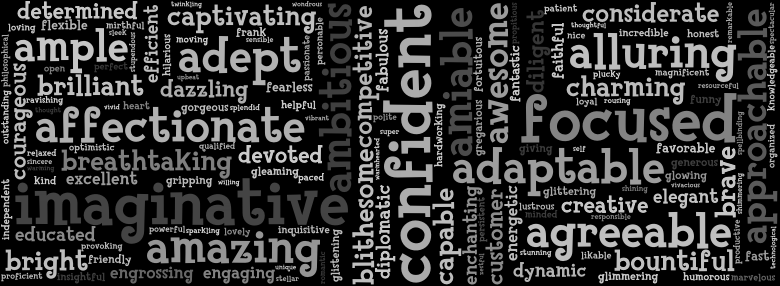 determined
twinkling
captivating
wondrous
loving
flexible
mirthful
sleek
stupendous
efficient
hilarious
moving
frank
sensible
passionate
personable
ambitious
philosophical
ample
adept
open
perfect
upbeat
brilliant
dazzling
fearless
courageous
ravishing
vivid
heart
gorgeous
splendid
helpful
outstanding
thought
affectionate
vibrant
relaxed
optimistic
qualified
sincere
warming
breathtaking
devoted
gleaming
kind
excellent
gripping
willing
paced
independent
imaginative
educated
powerful
sparkling
lovely
inquisitive
provoking
amazing
glistening
bright
friendly
unique
romantic
proficient
insightful
engrossing
engaging
stellar
blithesome
competitive
fabulous
polite
super
warmhearted
diplomatic
confident
hardworking
capable
amiable
gregarious
fortuitous
enchanting
persistent
awesome
propitious
fantastic
diligent
customer
energetic
patient
considerate
remarkable
spectacular
thoughtful
nice
incredible
honest
faithful
alluring
plucky
magnificent
knowledgeable
charming
resourceful
loyal
rousing
funny
focused
spellbinding
approachable
organized
giving
self
favorable
adaptable
generous
glowing
shining
vivacious
glittering
elegant
brave
shimmering
lustrous
creative
minded
responsible
agreeable
productive
stunning
likable
bountiful
fast
technological
dynamic
glimmering
humorous
marvelous